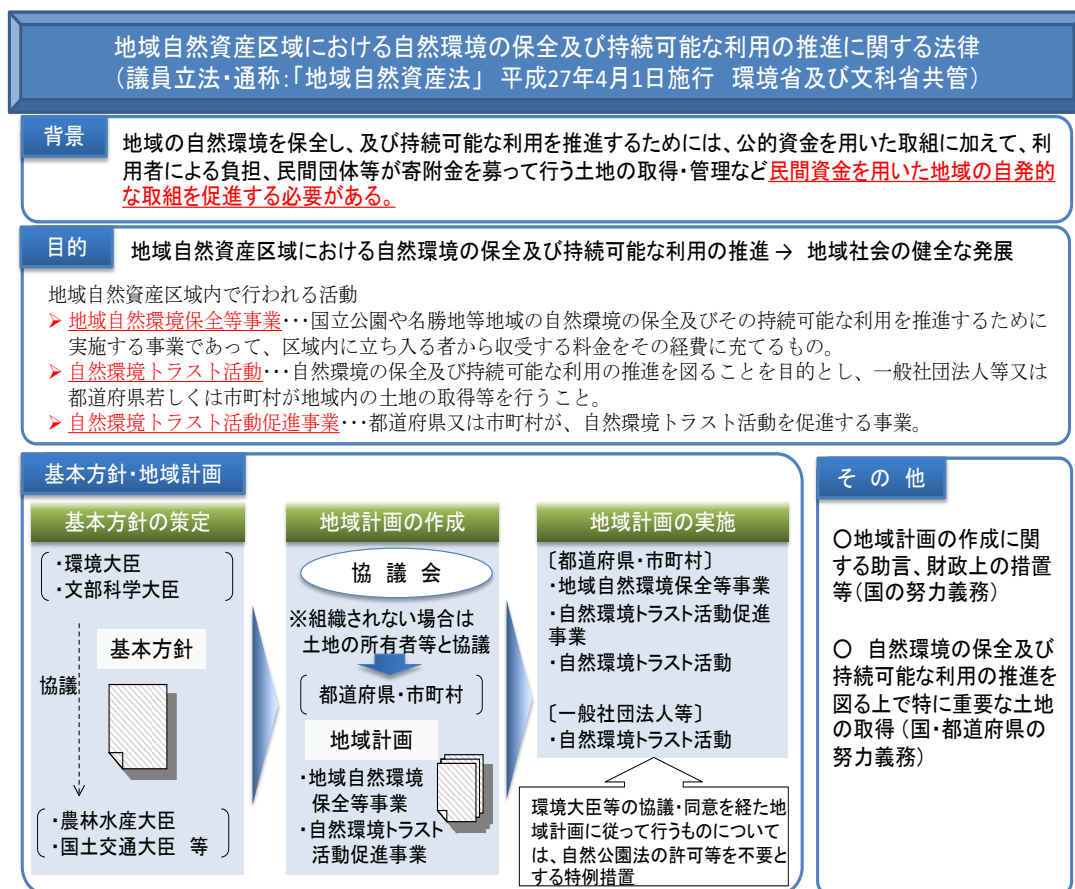 地域自然資産区域における自然環境の保全及び持続可能な利用の推進に関する法律
（議員立法・通称：「地域自然資産法」　平成27年4月1日施行　環境省及び文科省共管）
背景
地域の自然環境を保全し、及び持続可能な利用を推進するためには、公的資金を用いた取組に加えて、利
用者による負担、民間団体等が寄附金を募って行う土地の取得・管理など民間資金を用いた地域の自発的
な取組を促進する必要がある。
目的
地域自然資産区域における自然環境の保全及び持続可能な利用の推進 → 地域社会の健全な発展
地域自然資産区域内で行われる活動
➢ 地域自然環境保全等事業･･･国立公園や名勝地等地域の自然環境の保全及びその持続可能な利用を推進するために
実施する事業であって、区域内に立ち入る者から収受する料金をその経費に充てるもの。
➢ 自然環境トラスト活動･･･自然環境の保全及び持続可能な利用の推進を図ることを目的とし、一般社団法人等又は
都道府県若しくは市町村が地域内の土地の取得等を行うこと。
➢ 自然環境トラスト活動促進事業･･･都道府県又は市町村が、自然環境トラスト活動を促進する事業。
基本方針・地域計画
基本方針の策定
・環境大臣
・文部科学大臣
基本方針
協議
・農林水産大臣
・国土交通大臣　等
地域計画の作成
協議会
※組織されない場合は
土地の所有者等と協議
都道府県・市町村
地域計画
・地域自然環境
保全等事業
・自然環境トラスト
活動促進事業
地域計画の実施
〔都道府県・市町村〕
・地域自然環境保全等事業
・自然環境トラスト活動促進
事業
・自然環境トラスト活動
〔一般社団法人等〕
・自然環境トラスト活動
環境大臣等の協議・同意を経た地
域計画に従って行うものについて
は、自然公園法の許可等を不要と
する特例措置
その他
〇地域計画の作成に関
する助言、財政上の措置
等（国の努力義務）
〇　自然環境の保全及び
持続可能な利用の推進を
図る上で特に重要な土地
の取得（国・都道府県の
努力義務）